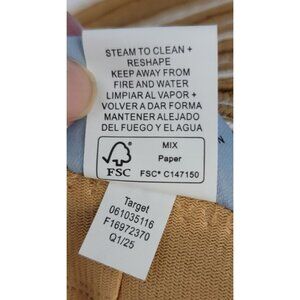 STEAM TO CLEAN +
RESHAPE
KEEP AWAY FROM
FIRE AND WATER
LIMPIAR AL VAPOR +
VOLVER A DAR FORMA
MANTENER ALEJADO
DEL FUEGO Y EL AGUA
FSC
MIX
Paper
FSC® C147150
Target
061035116
F16972370
Q1/25